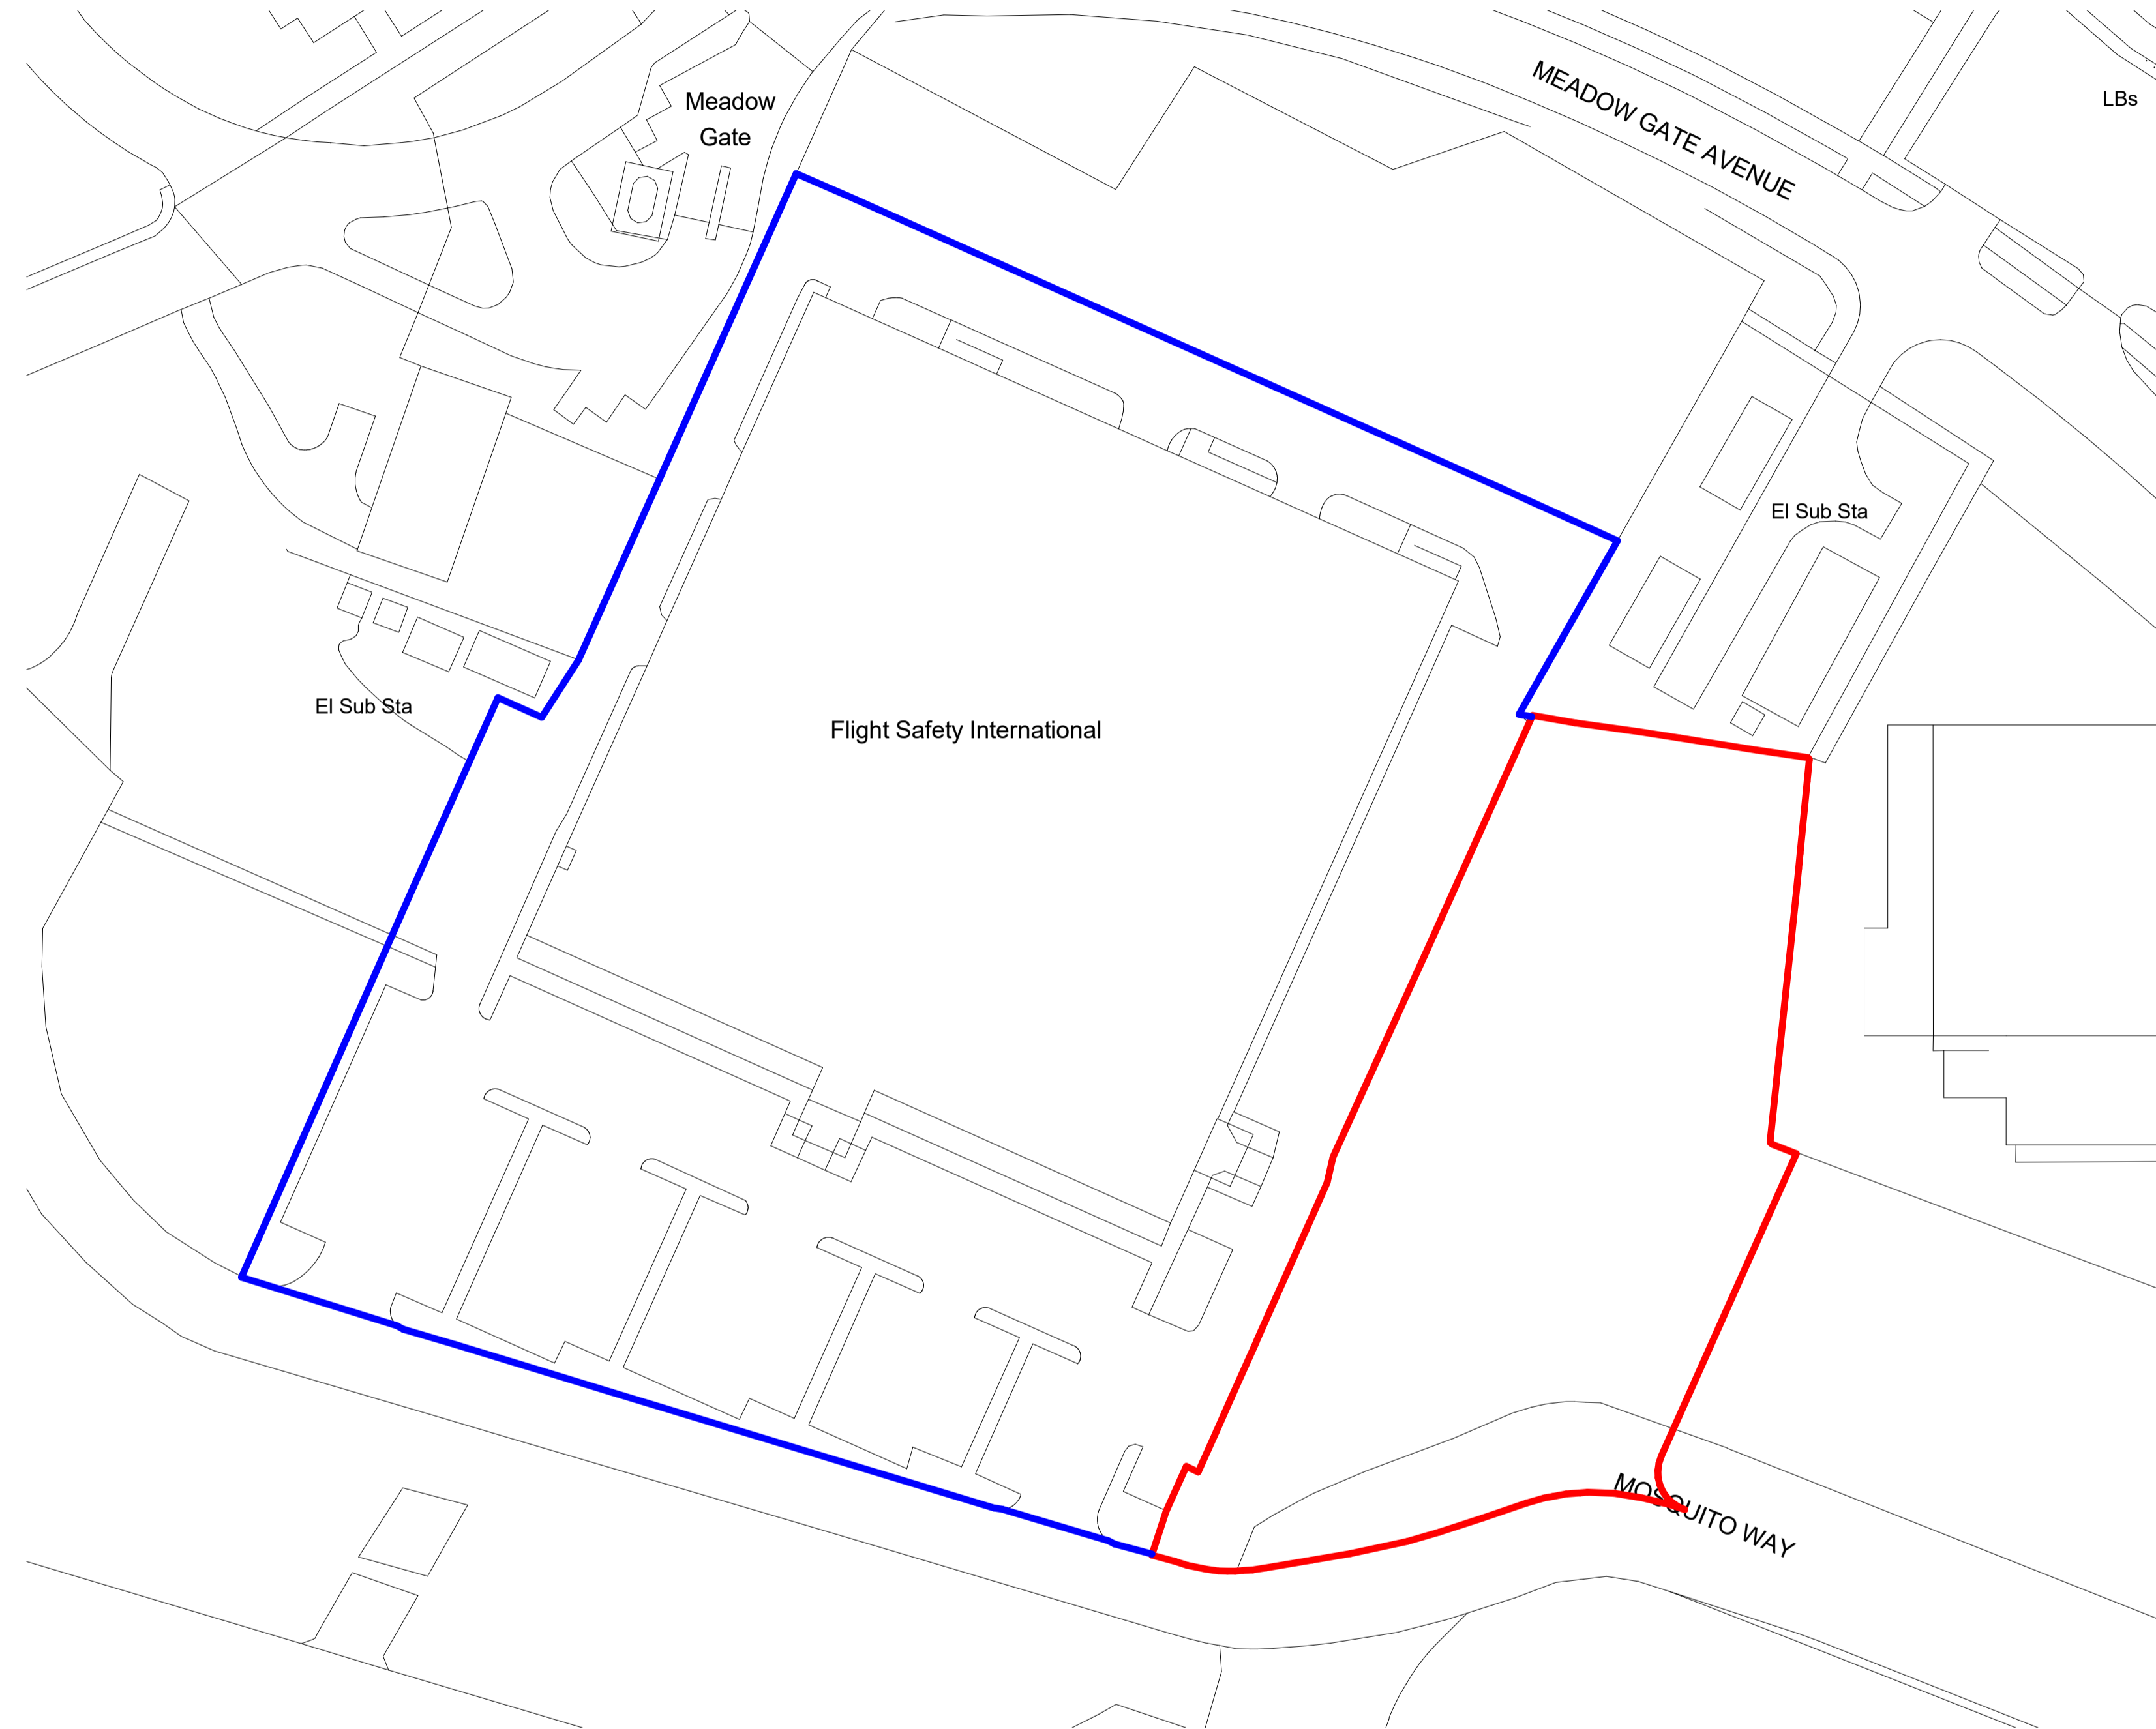 Meadow
Gate
MEADOW GATE AVENUE
LBs
El Sub Sta
El Sub Sta
Flight Safety International
MOSQUITO WAY